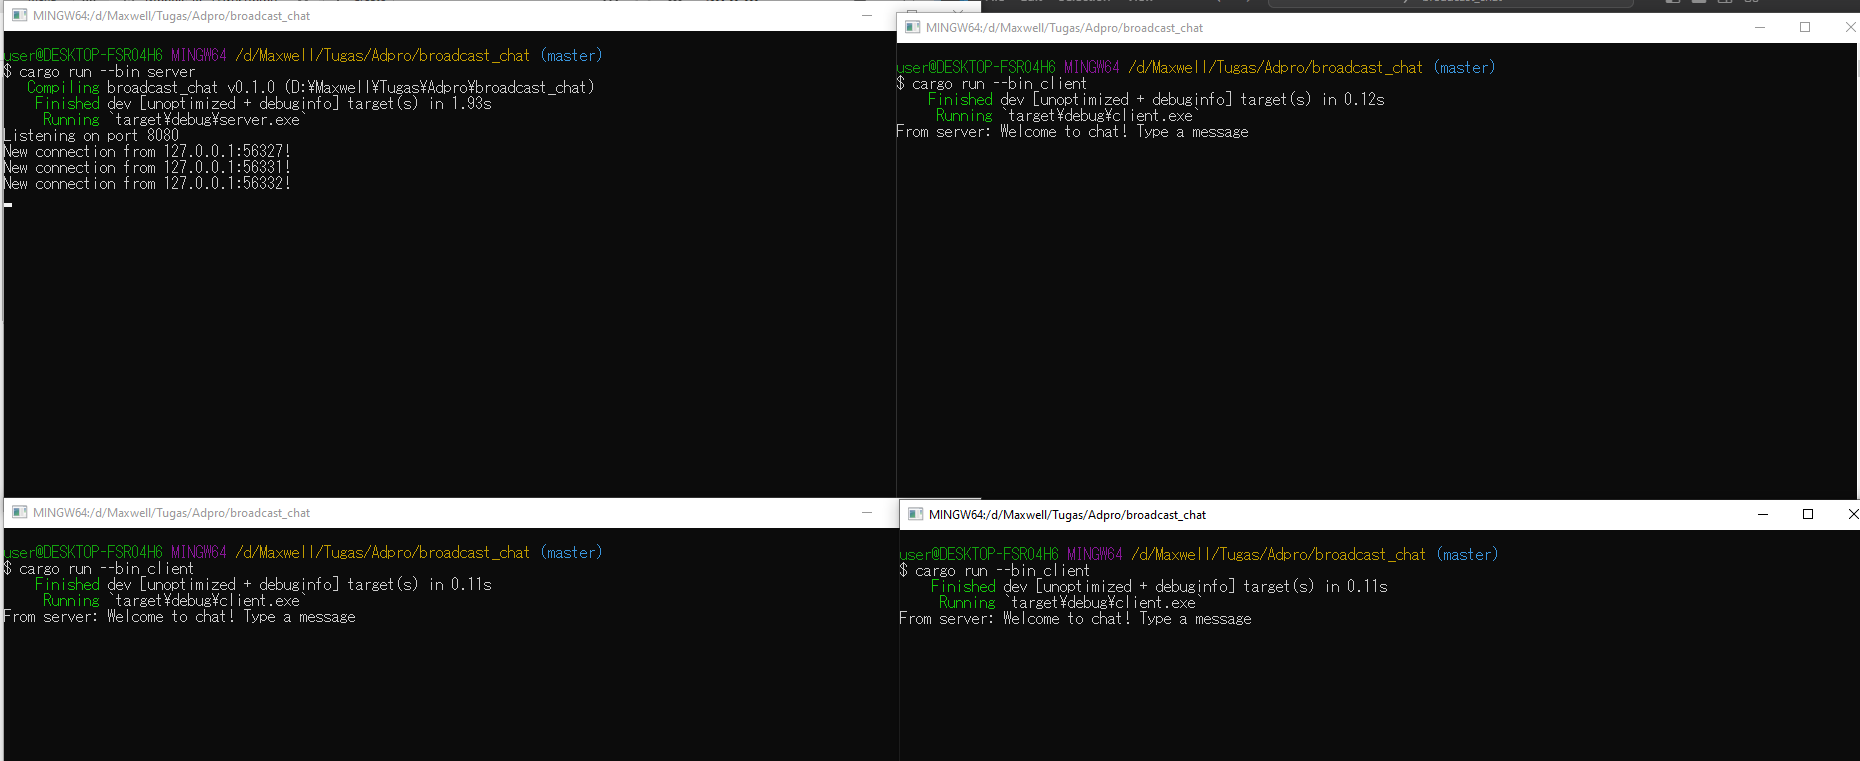 MINGW64:/d/Maxwell/Tugas/Adpro/broadcast_chat
user@DESKTOP-FSRO4H6 MINGW64 /d/Maxwell/Tugas/Adpro/broadcast_chat (master)
$ cargo run --bin server
Compiling broadcast_chat v0.1.0 (D:¥Maxwell¥Tugas¥Adpro¥broadcast_chat)
Finished dev [unoptimized + debuginfo] target(s) in 1.93s
Running `target¥debug¥server.exe`
Listening on port 8080
New connection from 127.0.0.1:56327!
New connection from 127.0.0.1:56331!
New connection from 127.0.0.1:56332!
MINGW64:/d/Maxwell/Tugas/Adpro/broadcast_chat
user@DESKTOP-FSRO4H6 MINGW64 /d/Maxwell/Tugas/Adpro/broadcast_chat (master)
$ cargo run --bin client
Finished dev [unoptimized + debuginfo] target(s) in 0.12s
Running `target¥debug¥client.exe`
From server: Welcome to chat! Type a message
MINGW64:/d/Maxwell/Tugas/Adpro/broadcast_chat
user@DESKTOP-FSRO4H6 MINGW64 /d/Maxwell/Tugas/Adpro/broadcast_chat (master)
$ cargo run --bin client
Finished dev [unoptimized + debuginfo] target(s) in 0.11s
Running `target¥debug¥client.exe`
From server: Welcome to chat! Type a message
MINGW64:/d/Maxwell/Tugas/Adpro/broadcast_chat
user@DESKTOP-FSRO4H6 MINGW64 /d/Maxwell/Tugas/Adpro/broadcast_chat (master)
$ cargo run --bin client
Finished dev [unoptimized + debuginfo] target(s) in 0.11s
Running `target¥debug¥client.exe`
From server: Welcome to chat! Type a message